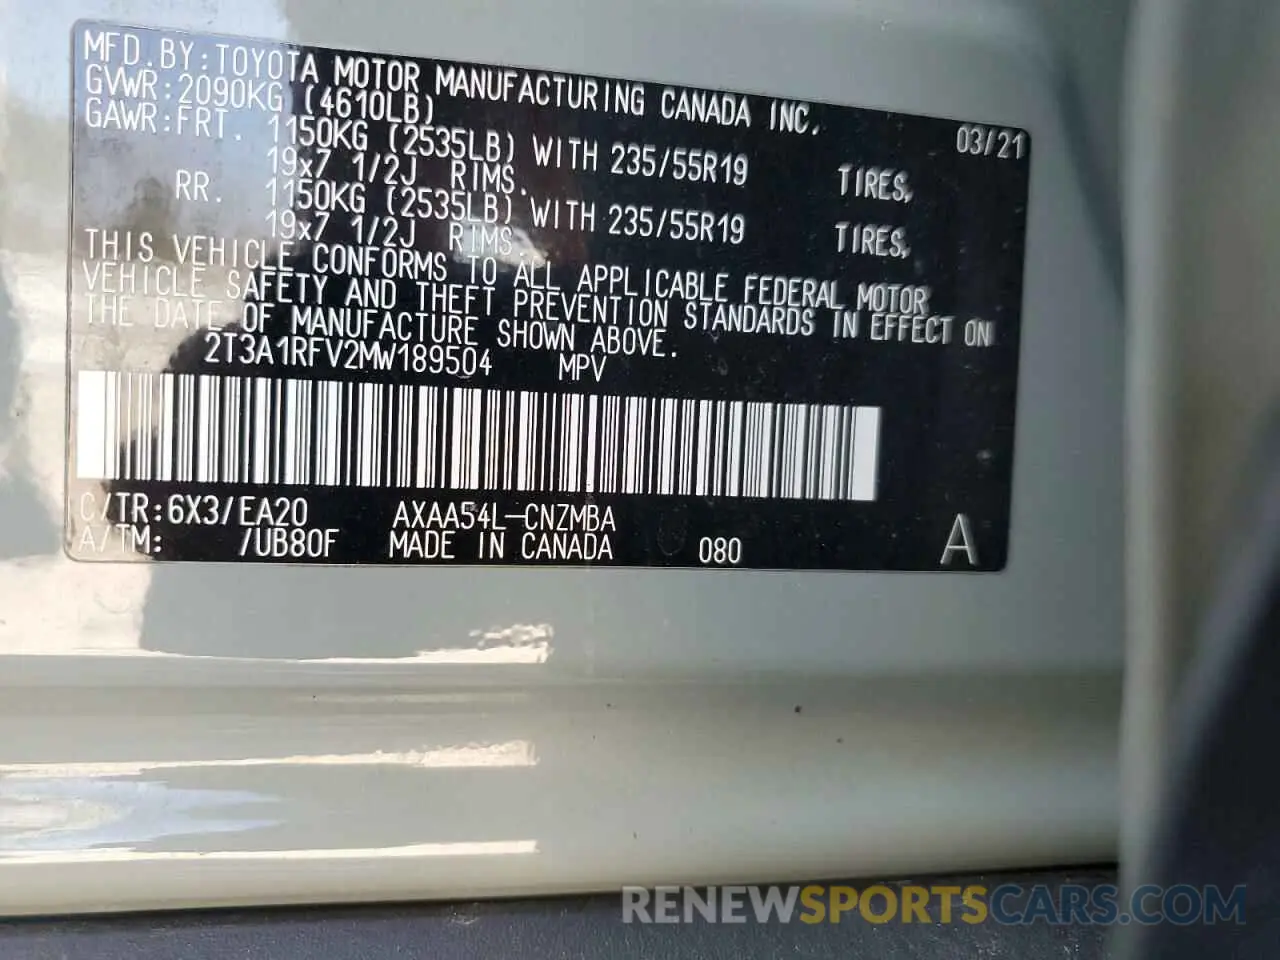 MFD.BY:TOYOTA MOTOR MANUFACTURING CANADA INC. 03/21
GVWR:2090KG (4610LB)
GAWR:FRT. 1150KG (2535LB) WITH 235/55R19 TIRES,
19x7 1/2J RIMS.
RR. 1150KG (2535LB) WITH 235/55R19 TIRES,
19x7 1/2J RIMS.
THIS VEHICLE CONFORMS TO ALL APPLICABLE FEDERAL MOTOR
VEHICLE SAFETY AND THEFT PREVENTION STANDARDS IN EFFECT ON
THE DATE OF MANUFACTURE SHOWN ABOVE.
2T3A1RFV2MW189504 MPV
C/TR:6X3/EA20 AXAA54L-CNZMBA
A/TM: /UB80F MADE IN CANADA 080 A
RENEWSPORTSCARS.COM